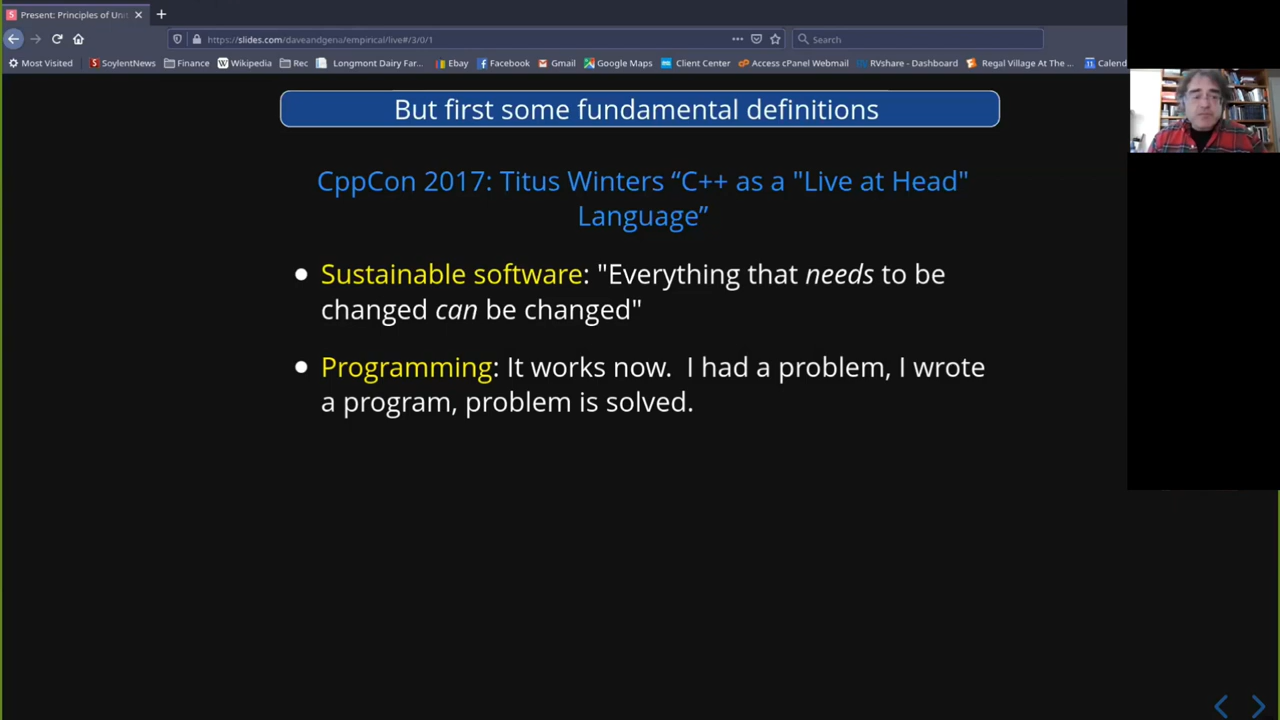 Present: Principles of Uni
https://slides.com/daveandgena/empirical/live#/3/0/1
Search
Most Visited
SoylentNews
Finance
Wikipedia
Rec
Longmont Dairy Far...
Ebay
Facebook
Gmail
Google Maps
Client Center
Access cPanel Webmail
RVshare - Dashboard
Regal Village At The ...
Calend
But first some fundamental definitions
CppCon 2017: Titus Winters “C++ as a "Live at Head"
Language”
Sustainable software: "Everything that needs to be
changed can be changed"
Programming: It works now.  I had a problem, I wrote
a program, problem is solved.